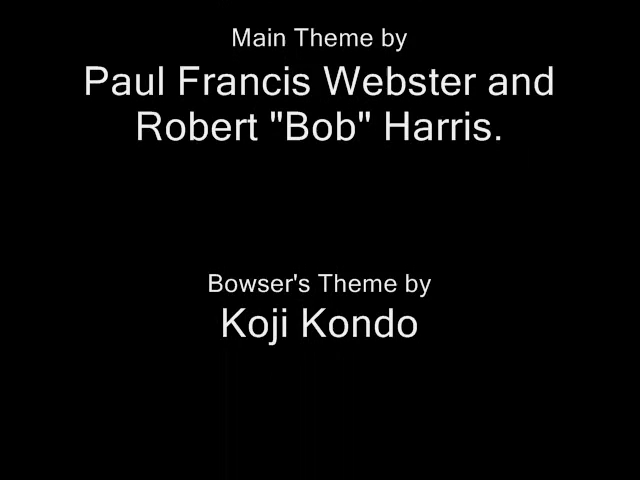 Main Theme by
Paul Francis Webster and
Robert "Bob" Harris.
Bowser's Theme by
Koji Kondo